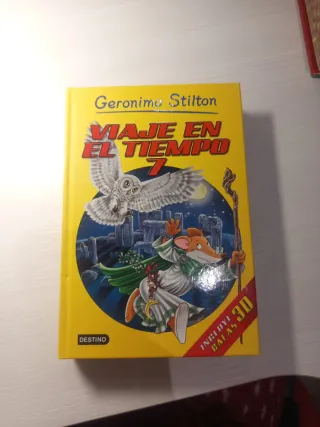 Geronimo Stilton
VIAJE EN
EL TIEMPO
7
INCLUYE
GAFAS 3D
DESTINO